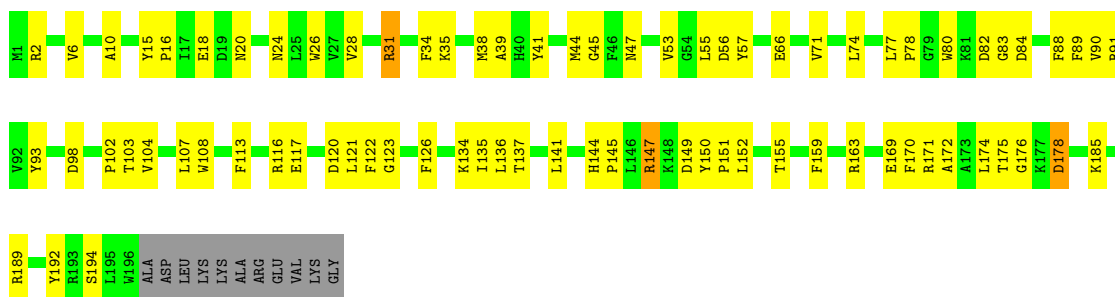 M1 R2 V6 A10 Y15 P16 I17 E18 D19 N20 N24 L25 W26 V27 V28 R31 F34 K35 M38 A39 H40 Y41 M44 G45 F46 N47 V53 G54 L55 D56 Y57 E66 V71 L74 L77 P78 G79 W80 K81 D82 G83 D84 F88 F89 V90 R91
V92 Y93 D98 P102 T103 V104 L107 W108 F113 R116 E117 D120 L121 F122 G123 F126 K134 I135 L136 T137 L141 H144 P145 L146 R147 K148 D149 Y150 P151 L152 T155 F159 R163 E169 F170 R171 A172 A173 L174 T175 G176 K177 D178 K185
R189 Y192 R193 S194 L195 W196 ALA ASP LEU LYS LYS ALA ARG GLU VAL LYS GLY